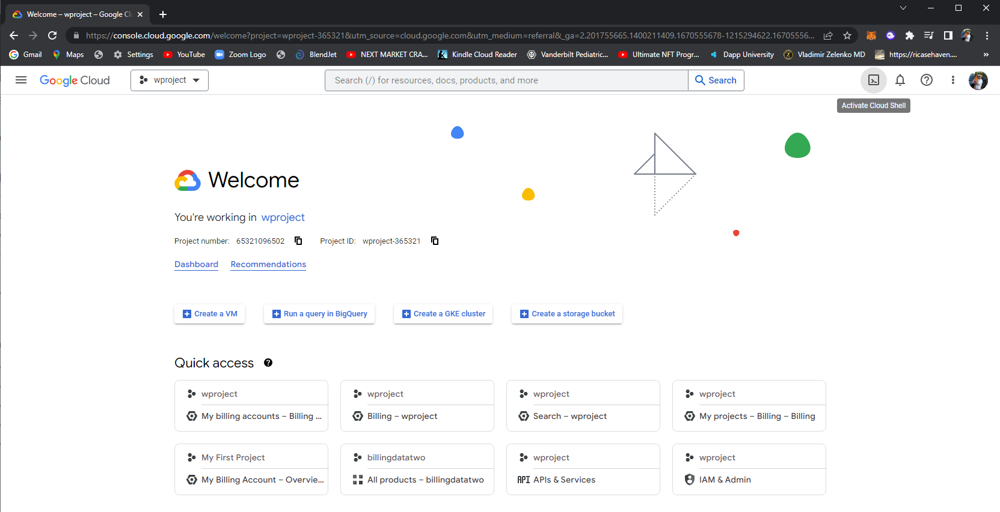 Welcome – wproject – Google Cl
https://console.cloud.google.com/welcome?project=wproject-365321&utm_source=cloud.google.com&utm_medium=referral&_ga=2.201755665.1400211409.1670555678-1215294622.16705556...
Gmail Maps Settings YouTube Zoom Logo BlendJet NEXT MARKET CRA... Kindle Cloud Reader Vanderbilt Pediatric... Ultimate NFT Progr... Dapp University Vladimir Zelenko MD https://ricasehaven.... »
Google Cloud wproject Search (/) for resources, docs, products, and more Search
Activate Cloud Shell
Welcome
You're working in wproject
Project number: 65321096502 Project ID: wproject-365321
Dashboard Recommendations
Create a VM Run a query in BigQuery Create a GKE cluster Create a storage bucket
Quick access
wproject wproject wproject wproject
My billing accounts – Billing ... Billing – wproject Search – wproject My projects – Billing – Billing
My First Project billingdatatwo wproject wproject
My Billing Account – Overvie... All products – billingdatatwo API APIs & Services IAM & Admin